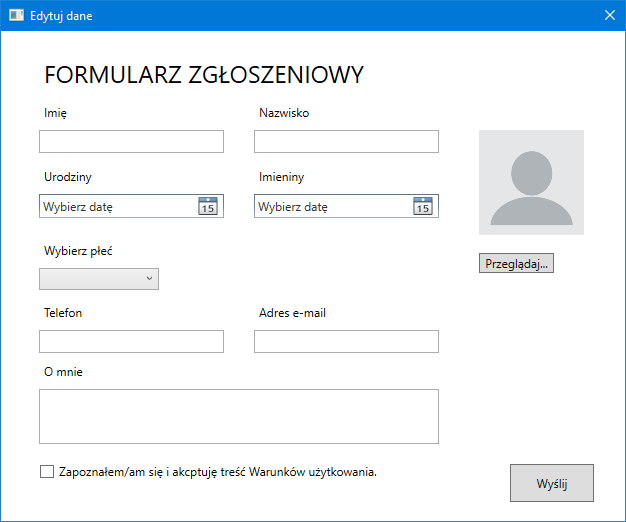 Edytuj dane
FORMULARZ ZGŁOSZENIOWY
Imię
Nazwisko
Urodziny
Imieniny
Wybierz datę 15
Wybierz datę 15
Przeglądaj...
Wybierz płeć
Telefon
Adres e-mail
O mnie
Zapoznałem/am się i akcptuję treść Warunków użytkowania.
Wyślij